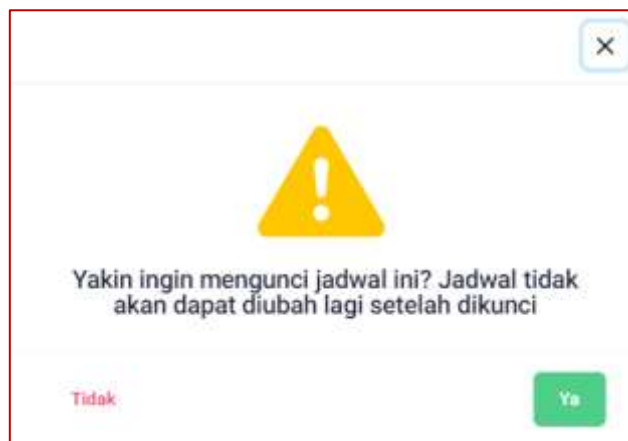 Yakin ingin mengunci jadwal ini? Jadwal tidak
akan dapat diubah lagi setelah dikunci
Tidak
Ya